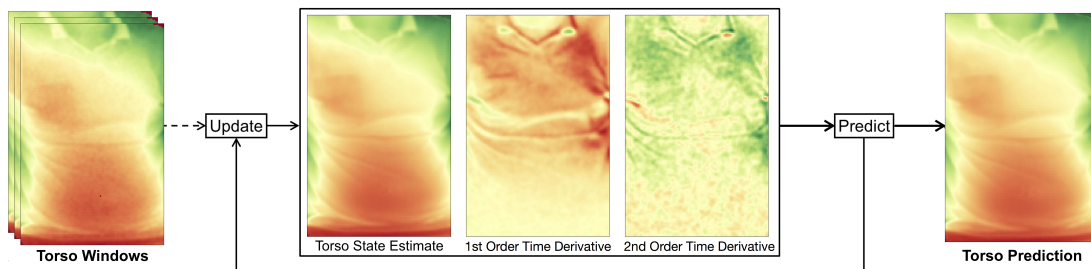 Update
Predict
Torso State Estimate
1st Order Time Derivative
2nd Order Time Derivative
Torso Windows
Torso Prediction